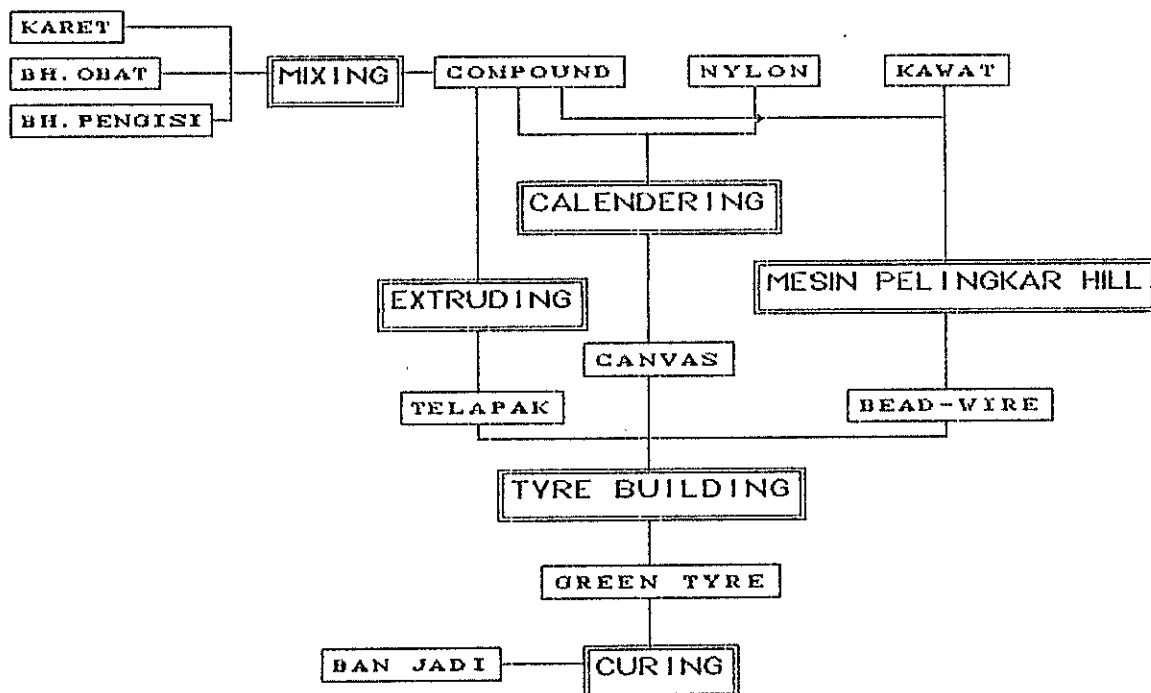 KARET
BH. OBAT
MIXING
COMPOUND
NYLON
KAWAT
BH. PENGISI
CALENDERING
MESIN PELINGKAR HILL.
EXTRUDING
CANVAS
TELAPAK
BEAD-WIRE
TYRE BUILDING
GREEN TYRE
BAN JADI
CURING